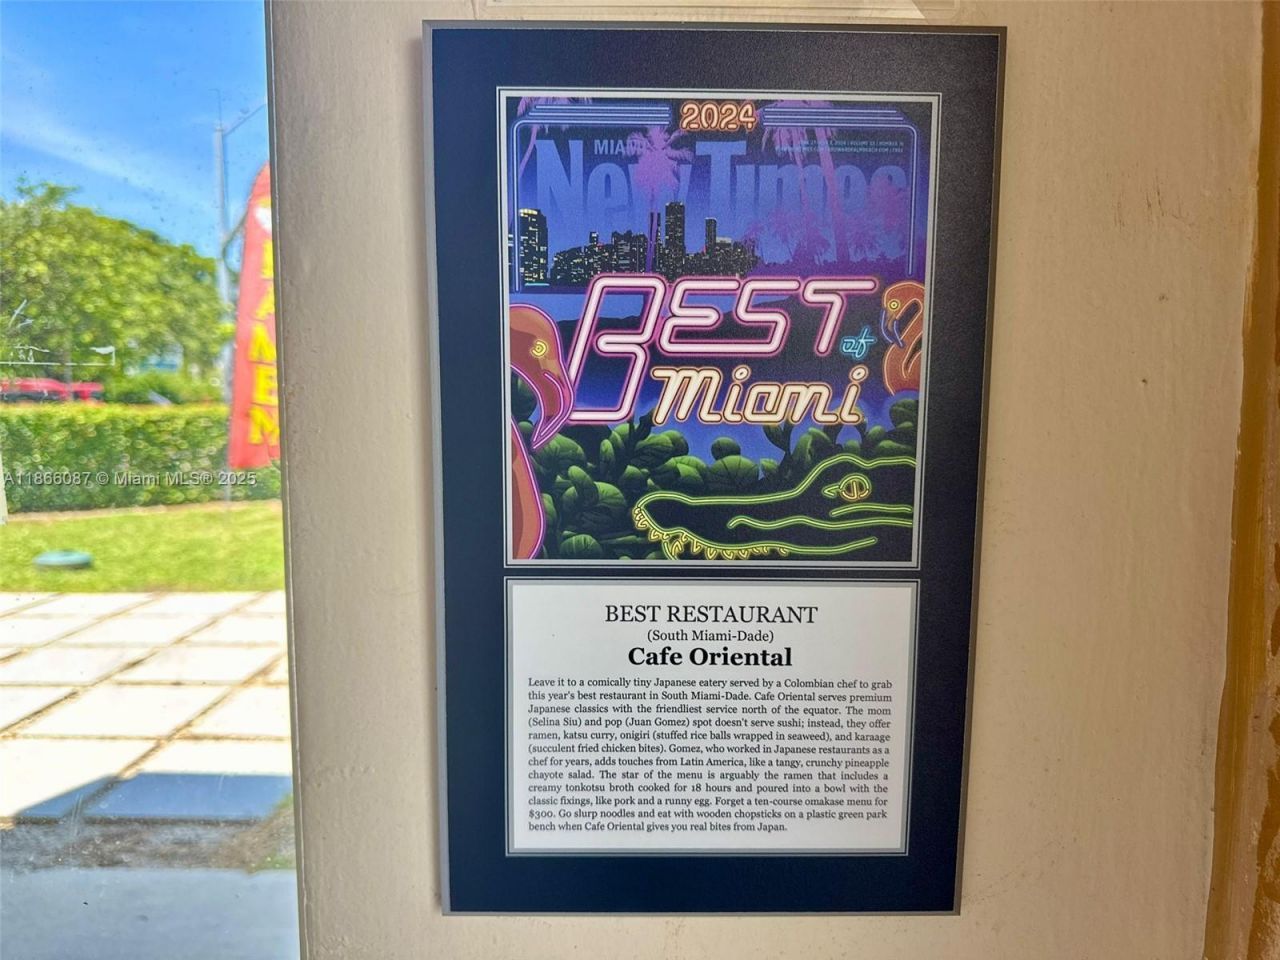 2024
MIAMI
New Times
BEST
of
Miami
RAMEN
A11866087 © Miami MLS® 2025
BEST RESTAURANT
(South Miami-Dade)
Cafe Oriental
Leave it to a comically tiny Japanese eatery served by a Colombian chef to grab
this year's best restaurant in South Miami-Dade. Cafe Oriental serves premium
Japanese classics with the friendliest service north of the equator. The mom
(Selina Siu) and pop (Juan Gomez) spot doesn't serve sushi; instead, they offer
ramen, katsu curry, onigiri (stuffed rice balls wrapped in seaweed), and karaage
(succulent fried chicken bites). Gomez, who worked in Japanese restaurants as a
chef for years, adds touches from Latin America, like a tangy, crunchy pineapple
chayote salad. The star of the menu is arguably the ramen that includes a
creamy tonkotsu broth cooked for 18 hours and poured into a bowl with the
classic fixings, like pork and a runny egg. Forget a ten-course omakase menu for
$300. Go slurp noodles and eat with wooden chopsticks on a plastic green park
bench when Cafe Oriental gives you real bites from Japan.